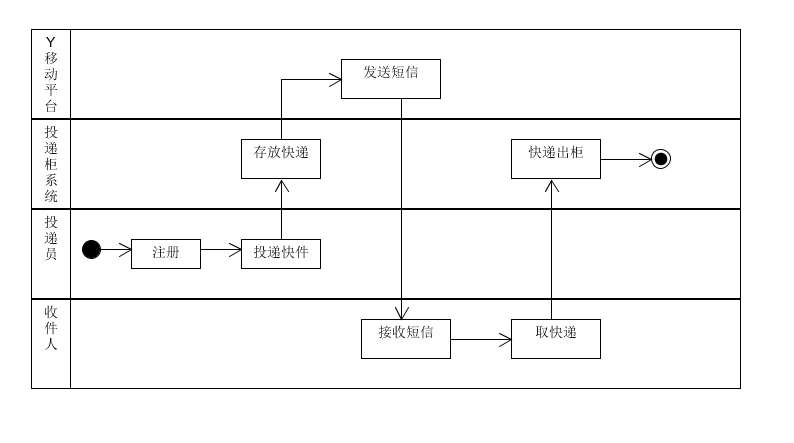 Y移动平台
发送短信
投递柜系统
存放快递
快递出柜
投递员
注册
投递快件
收件人
接收短信
取快递